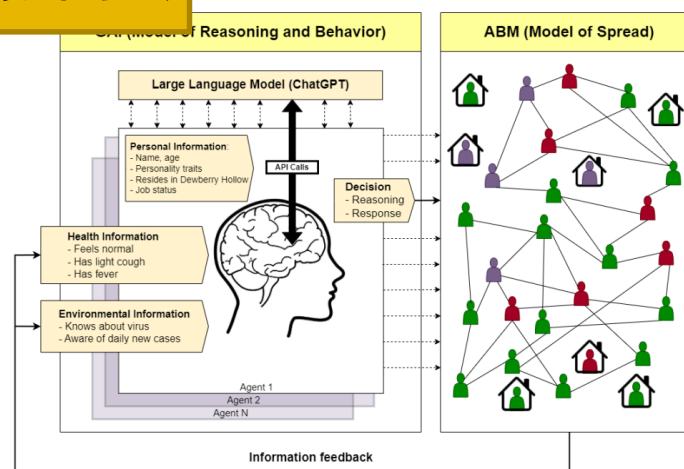 (Model of Reasoning and Behavior)
ABM (Model of Spread)
Large Language Model (ChatGPT)
Personal Information:
- Name, age
- Personality traits
- Resides in Dewberry Hollow
- Job status
API Calls
Decision
- Reasoning
- Response
Health Information
- Feels normal
- Has light cough
- Has fever
Environmental Information
- Knows about virus
- Aware of daily new cases
Agent 1
Agent 2
Agent N
Information feedback